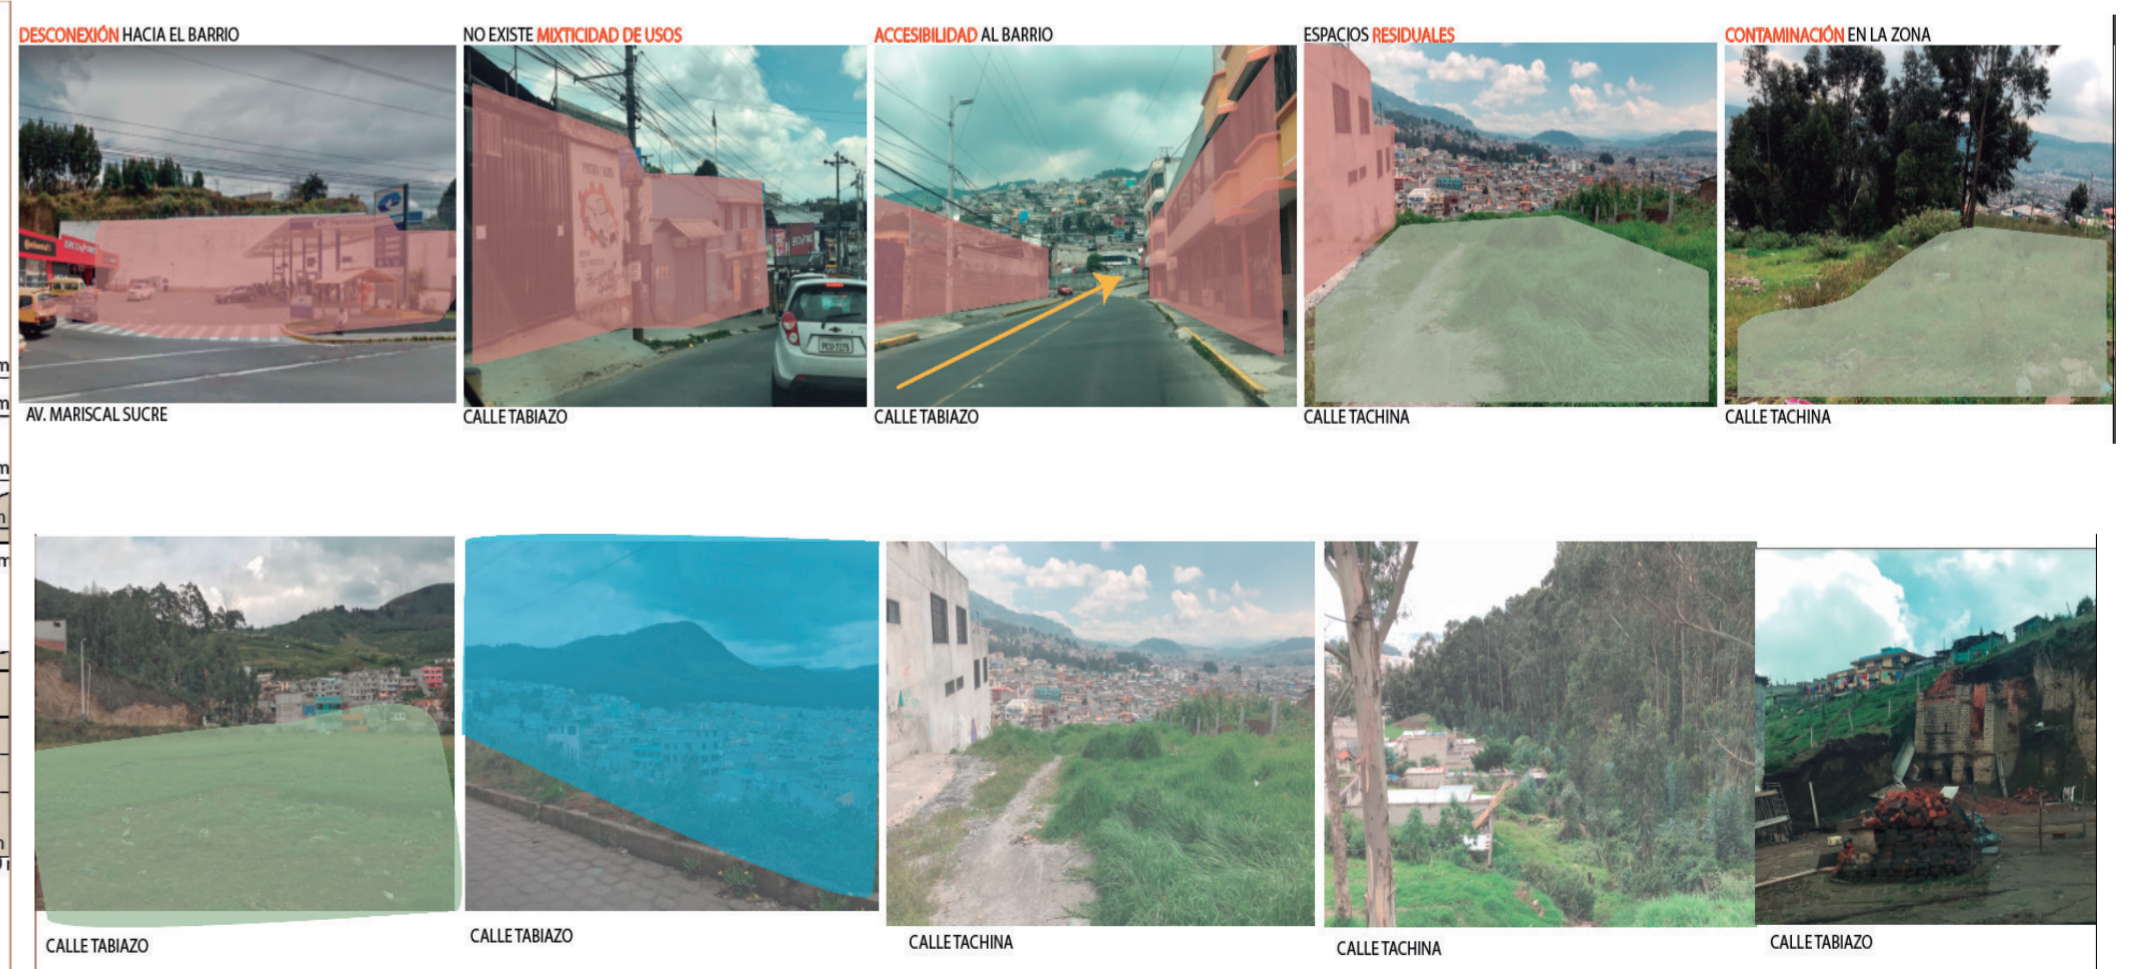 DESCONEXIÓN HACIA EL BARRIO
NO EXISTE MIXTICIDAD DE USOS
ACCESIBILIDAD AL BARRIO
ESPACIOS RESIDUALES
CONTAMINACIÓN EN LA ZONA
AV. MARISCAL SUCRE
CALLE TABIAZO
CALLE TABIAZO
CALLE TACHINA
CALLE TACHINA
CALLE TABIAZO
CALLE TABIAZO
CALLE TACHINA
CALLE TACHINA
CALLE TABIAZO